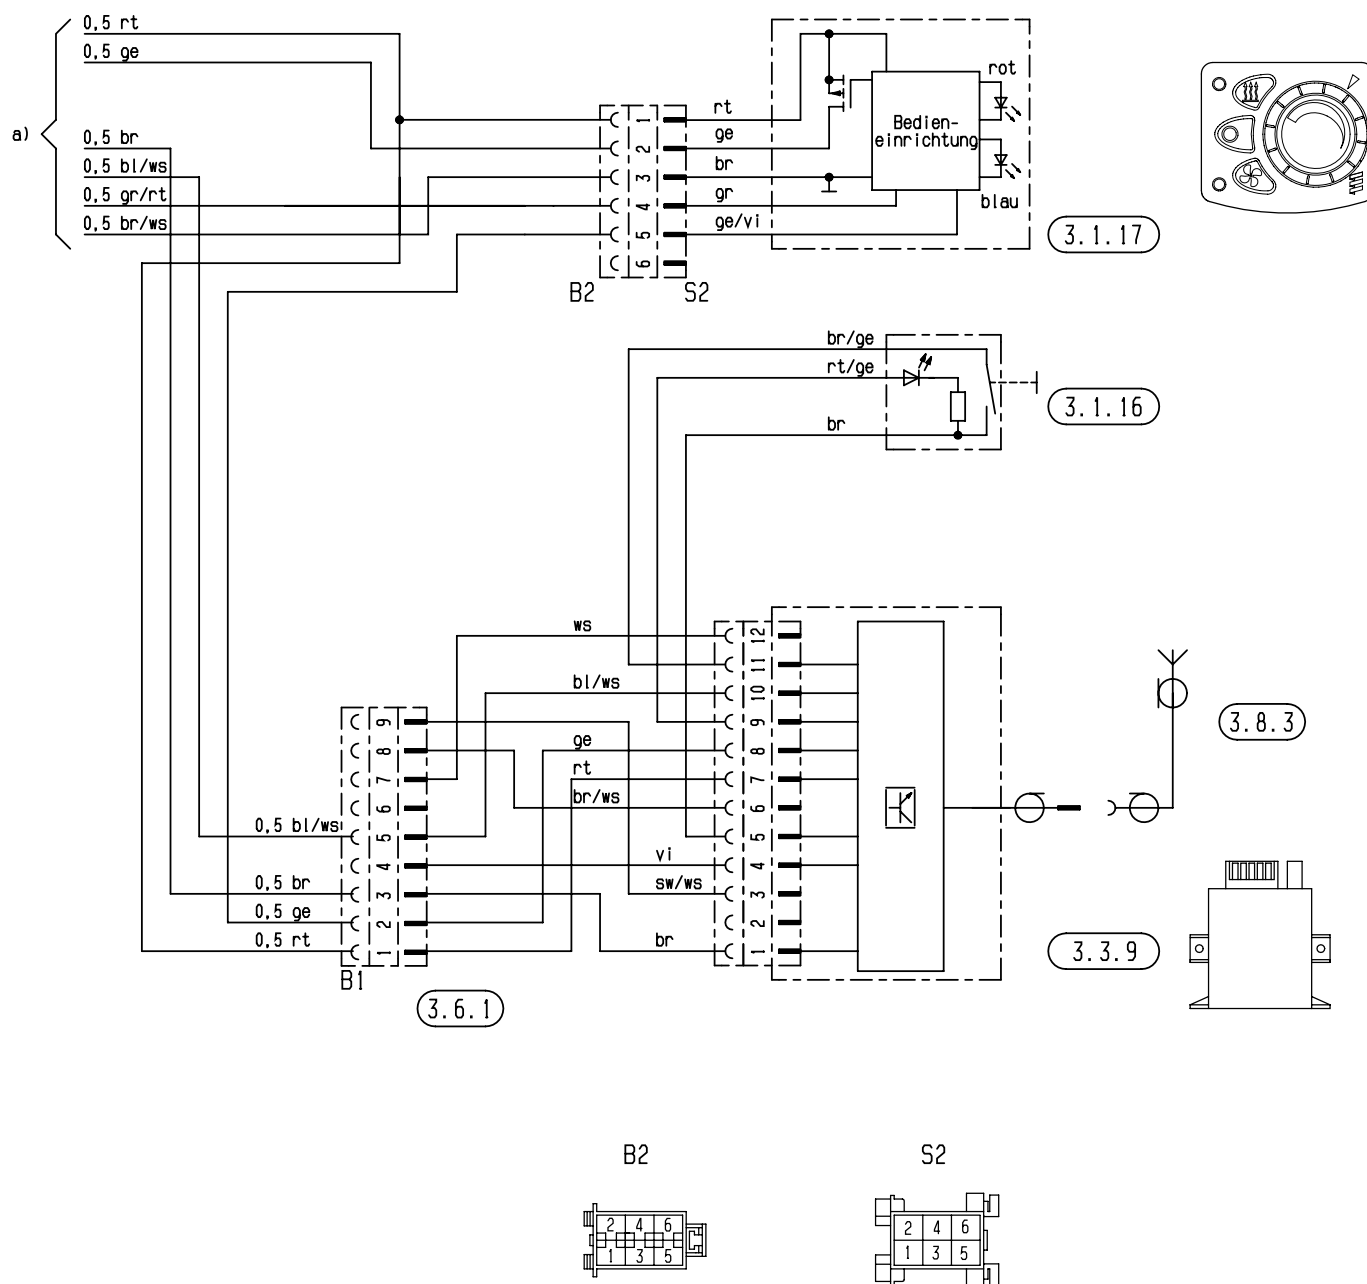 0,5 rt
0,5 ge
a)
0,5 br
0,5 bl/ws
0,5 gr/rt
0,5 br/ws
1
2
3
4
5
6
B2
S2
rt
ge
br
gr
ge/vi
Bedien-
einrichtung
rot
blau
3.1.17
br/ge
rt/ge
br
3.1.16
ws
bl/ws
ge
rt
br/ws
vi
sw/ws
br
12
11
10
9
8
7
6
5
4
3
2
1
3.8.3
3.3.9
9
8
7
6
5
4
3
2
1
0,5 bl/ws
0,5 br
0,5 ge
0,5 rt
B1
3.6.1
B2
S2
2 4 6
1 3 5
2 4 6
1 3 5